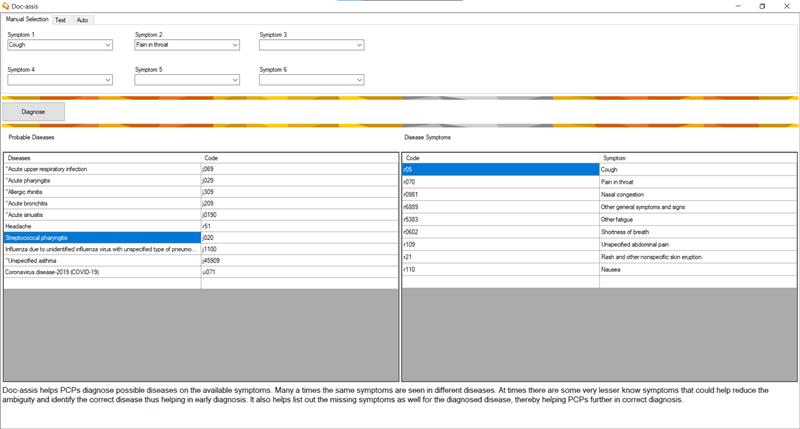 Doc-assis
Manual Selection Text Auto
Symptom 1 Symptom 2 Symptom 3
Cough Pain in throat
Symptom 4 Symptom 5 Symptom 6
Diagnose
Probable Diseases Disease Symptoms
Diseases Code Code Symptom
"Acute upper respiratory infection j069 r05 Cough
"Acute pharyngitis j029 r070 Pain in throat
"Allergic rhinitis j309 r0981 Nasal congestion
"Acute bronchitis j209 r6889 Other general symptoms and signs
"Acute sinusitis j0190 r5383 Other fatigue
Headache r51 r0602 Shortness of breath
Streptococcal pharyngitis j020 r109 Unspecified abdominal pain
Influenza due to unidentified influenza virus with unspecified type of pneumo... j1100 r21 Rash and other nonspecific skin eruption
"Unspecified asthma j45909 r110 Nausea
Coronavirus disease-2019 (COVID-19) u071
Doc-assis helps PCPs diagnose possible diseases on the available symptoms. Many a times the same symptoms are seen in different diseases. At times there are some very lesser know symptoms that could help reduce the
ambiguity and identify the correct disease thus helping in early diagnosis. It also helps list out the missing symptoms as well for the diagnosed disease, thereby helping PCPs further in correct diagnosis.